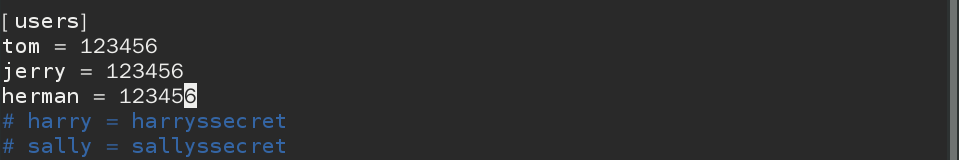 [users]
tom = 123456
jerry = 123456
herman = 123456
# harry = harryssecret
# sally = sallyssecret